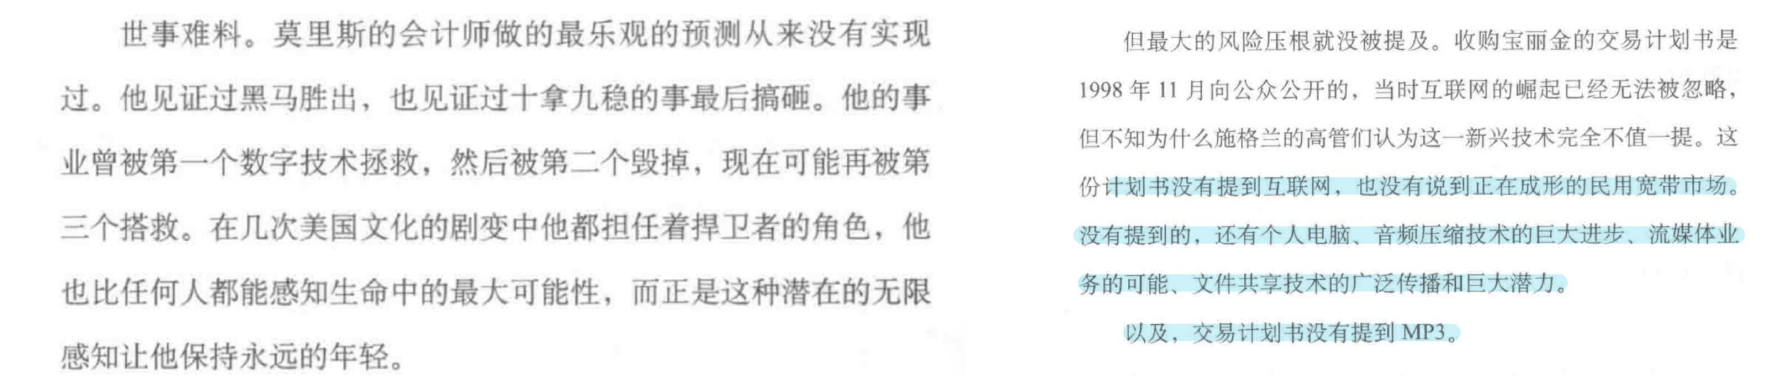 世事难料。莫里斯的会计师做的最乐观的预测从来没有实现
过。他见证过黑马胜出，也见证过十拿九稳的事最后搞砸。他的事
业曾被第一个数字技术拯救，然后被第二个毁掉，现在可能再被第
三个搭救。在几次美国文化的剧变中他都担任着捍卫者的角色，他
也比任何人都能感知生命中的最大可能性，而正是这种潜在的无限
感知让他保持永远的年轻。
但最大的风险压根就没被提及。收购宝丽金的交易计划书是
1998 年 11 月向公众公开的，当时互联网的崛起已经无法被忽略，
但不知为什么施格兰的高管们认为这一新兴技术完全不值一提。这
份计划书没有提到互联网，也没有说到正在成形的民用宽带市场。
没有提到的，还有个人电脑、音频压缩技术的巨大进步、流媒体业
务的可能、文件共享技术的广泛传播和巨大潜力。
以及，交易计划书没有提到 MP3。